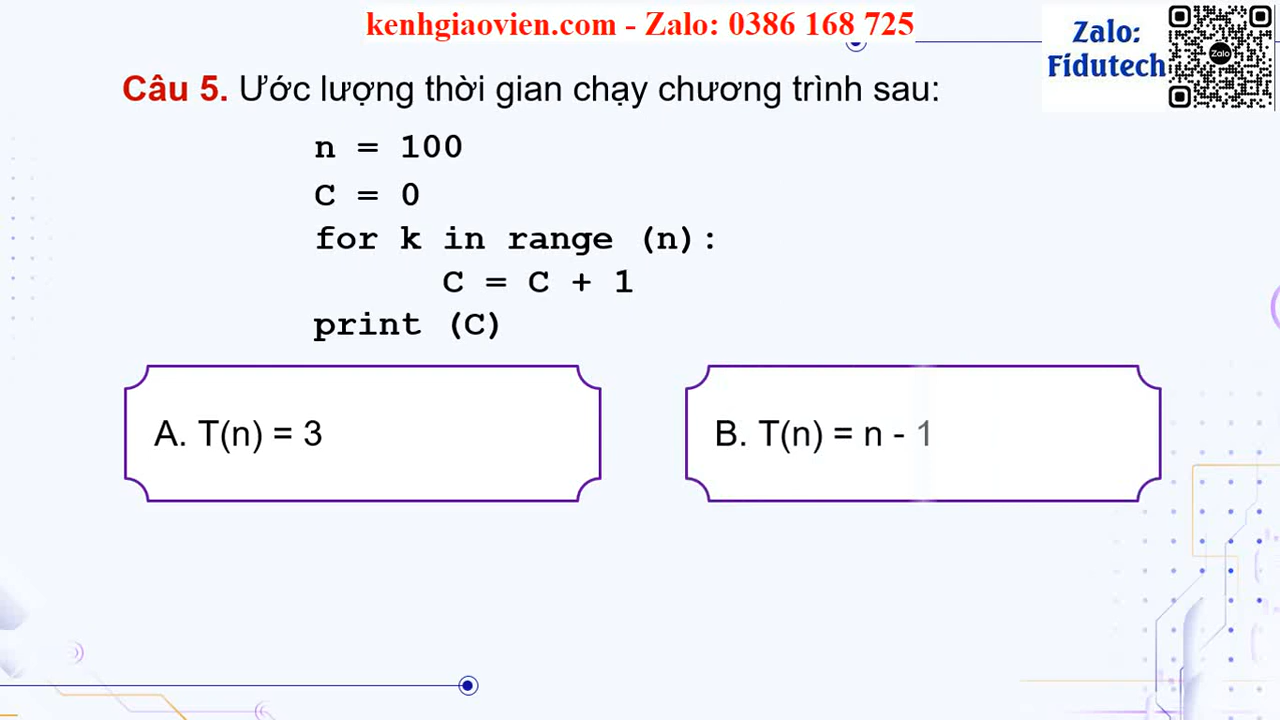 kenhgiaovien.com - Zalo: 0386 168 725
Zalo:
Fidutech
Zalo
Câu 5. Ước lượng thời gian chạy chương trình sau:
n = 100
C = 0
for k in range (n):
C = C + 1
print (C)
A. T(n) = 3
B. T(n) = n - 1